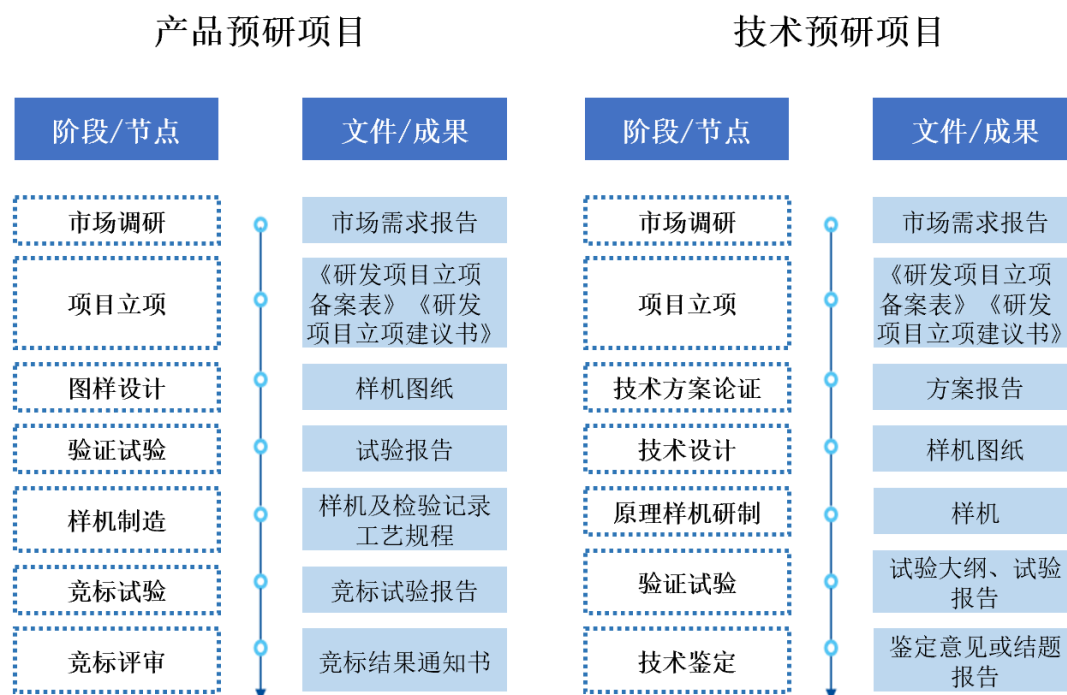 产品预研项目
技术预研项目
阶段/节点
文件/成果
阶段/节点
文件/成果
市场调研
市场需求报告
市场调研
市场需求报告
项目立项
《研发项目立项
备案表》《研发
项目立项建议书》
项目立项
《研发项目立项
备案表》《研发
项目立项建议书》
图样设计
样机图纸
技术方案论证
方案报告
验证试验
试验报告
技术设计
样机图纸
样机制造
样机及检验记录
工艺规程
原理样机研制
样机
竞标试验
竞标试验报告
验证试验
试验大纲、试验
报告
竞标评审
竞标结果通知书
技术鉴定
鉴定意见或结题
报告